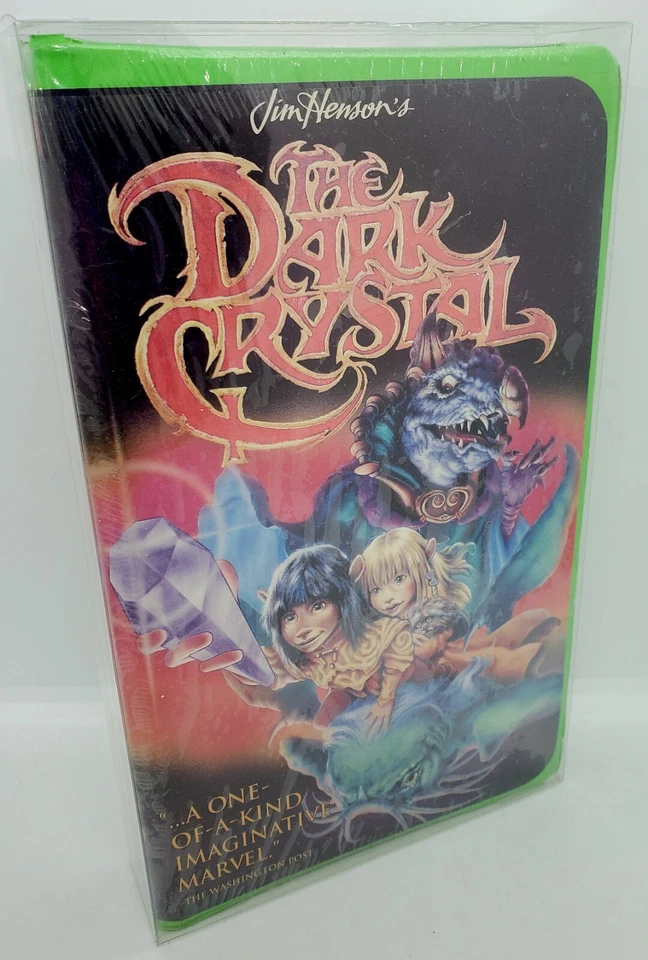 Jim Henson's
THE
DARK
CRYSTAL
"...A ONE-
OF-A-KIND
IMAGINATIVE
MARVEL."
-THE WASHINGTON POST